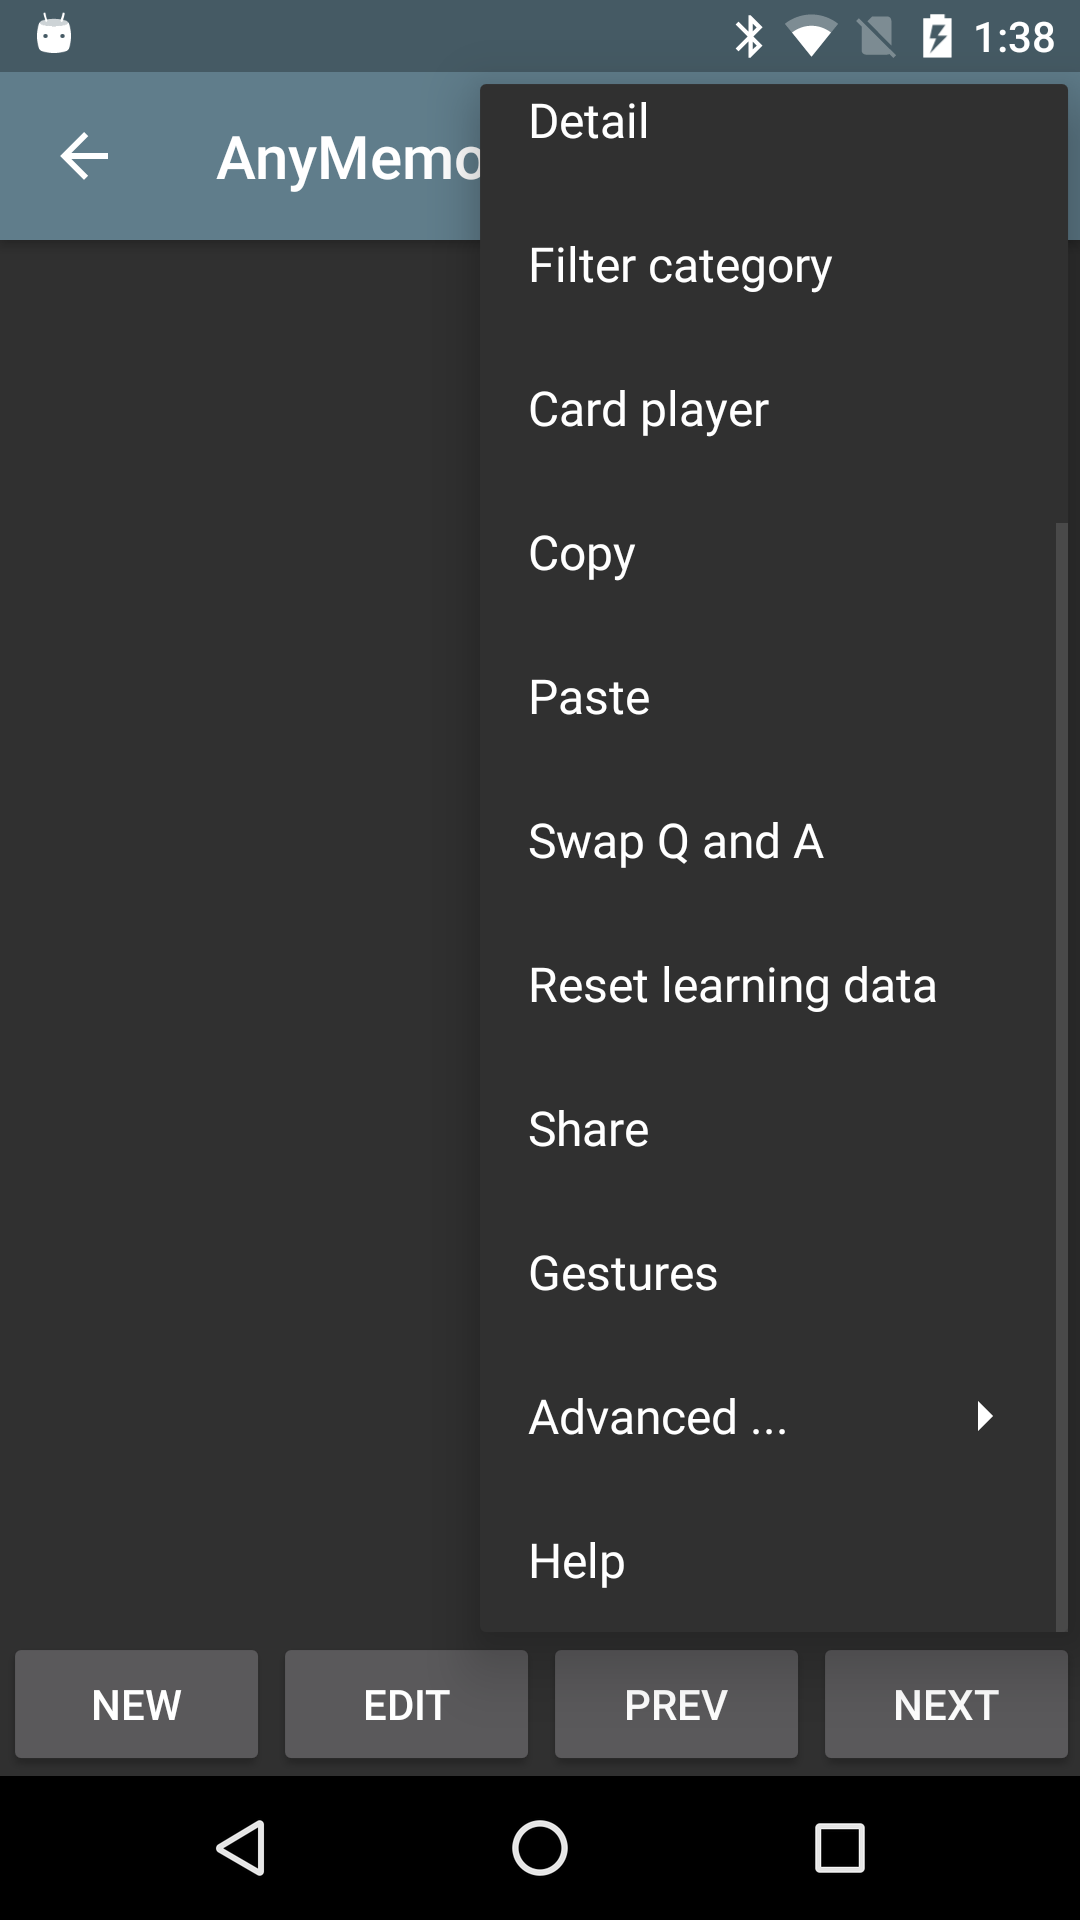 1:38
AnyMemo
Detail
Filter category
Card player
Copy
Paste
Swap Q and A
Reset learning data
Share
Gestures
Advanced ...
Help
NEW EDIT PREV NEXT